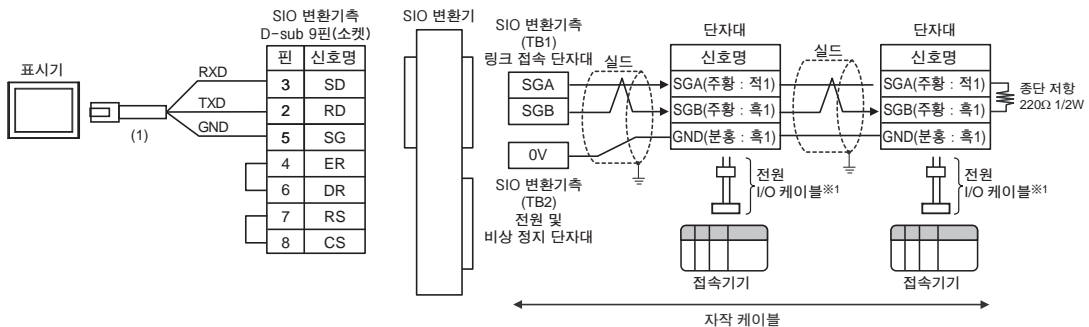 표시기
RXD
TXD
GND
(1)
SIO 변환기측
D-sub 9핀(소켓)
핀 신호명
3 SD
2 RD
5 SG
4 ER
6 DR
7 RS
8 CS
SIO 변환기
SIO 변환기측
(TB1)
링크 접속 단자대
SGA
SGB
0V
SIO 변환기측
(TB2)
전원 및
비상 정지 단자대
실드
단자대
신호명
SGA(주황 : 적1)
SGB(주황 : 흑1)
GND(분홍 : 흑1)
전원
I/O 케이블※1
접속기기
실드
단자대
신호명
SGA(주황 : 적1)
SGB(주황 : 흑1)
GND(분홍 : 흑1)
종단 저항
220Ω 1/2W
전원
I/O 케이블※1
접속기기
자작 케이블